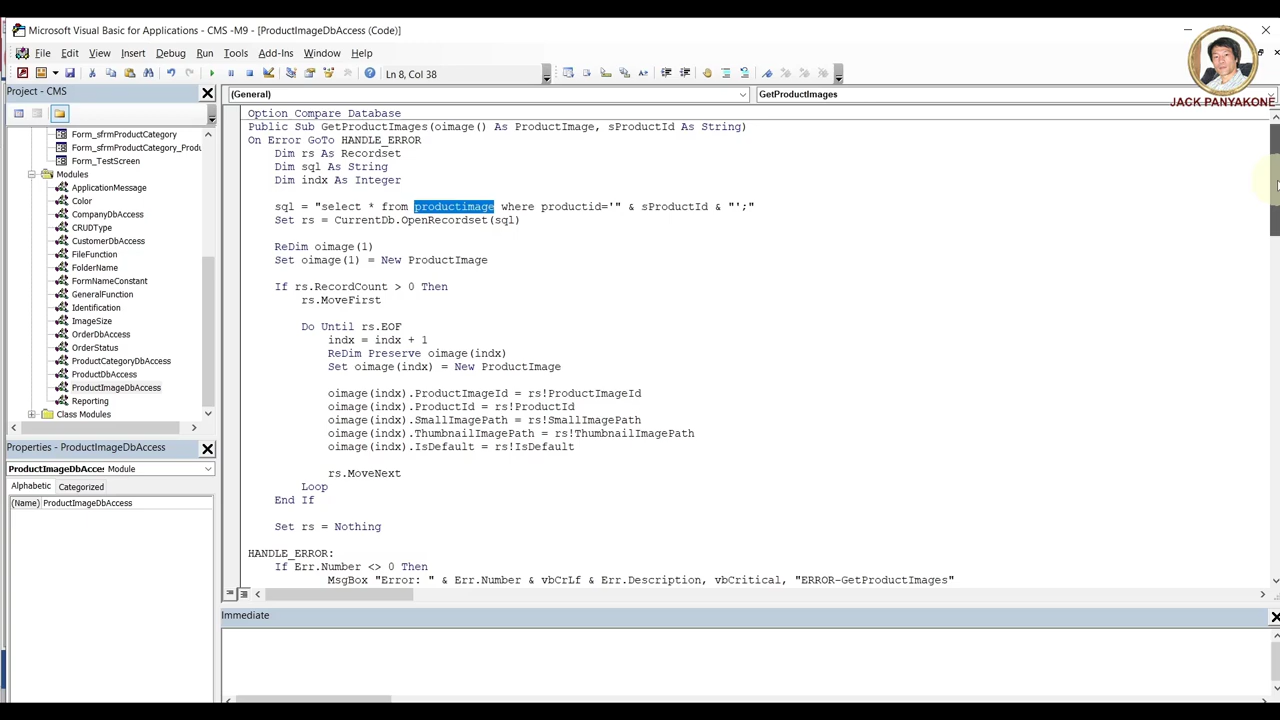 Microsoft Visual Basic for Applications - CMS -M9 - [ProductImageDbAccess (Code)]
File Edit View Insert Debug Run Tools Add-Ins Window Help
Ln 8, Col 38
JACK PANYAKONE
Project - CMS
(General)
GetProductImages
Form_sfrmProductCategory
Form_sfrmProductCategory_Produ
Form_TestScreen
Modules
ApplicationMessage
Color
CompanyDbAccess
CRUDType
CustomerDbAccess
FileFunction
FolderName
FormNameConstant
GeneralFunction
Identification
ImageSize
OrderDbAccess
OrderStatus
ProductCategoryDbAccess
ProductDbAccess
ProductImageDbAccess
Reporting
Class Modules
Properties - ProductImageDbAccess
ProductImageDbAcce: Module
Alphabetic Categorized
(Name) ProductImageDbAccess
Option Compare Database
Public Sub GetProductImages(oimage() As ProductImage, sProductId As String)
On Error GoTo HANDLE_ERROR
Dim rs As Recordset
Dim sql As String
Dim indx As Integer
sql = "select * from productimage where productid='" & sProductId & "';"
Set rs = CurrentDb.OpenRecordset(sql)
ReDim oimage(1)
Set oimage(1) = New ProductImage
If rs.RecordCount > 0 Then
rs.MoveFirst
Do Until rs.EOF
indx = indx + 1
ReDim Preserve oimage(indx)
Set oimage(indx) = New ProductImage
oimage(indx).ProductImageId = rs!ProductImageId
oimage(indx).ProductId = rs!ProductId
oimage(indx).SmallImagePath = rs!SmallImagePath
oimage(indx).ThumbnailImagePath = rs!ThumbnailImagePath
oimage(indx).IsDefault = rs!IsDefault
rs.MoveNext
Loop
End If
Set rs = Nothing
HANDLE_ERROR:
If Err.Number <> 0 Then
MsgBox "Error: " & Err.Number & vbCrLf & Err.Description, vbCritical, "ERROR-GetProductImages"
Immediate